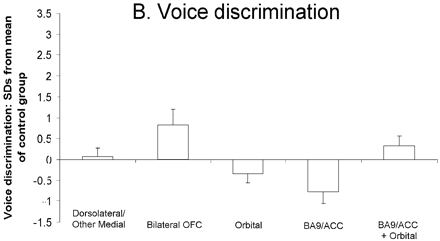 B. Voice discrimination
Voice discrimination: SDs from mean
of control group
3.5
3
2.5
2
1.5
1
0.5
0
-0.5
-1
-1.5
Dorsolateral/
Other Medial
Bilateral OFC
Orbital
BA9/ACC
BA9/ACC
+ Orbital